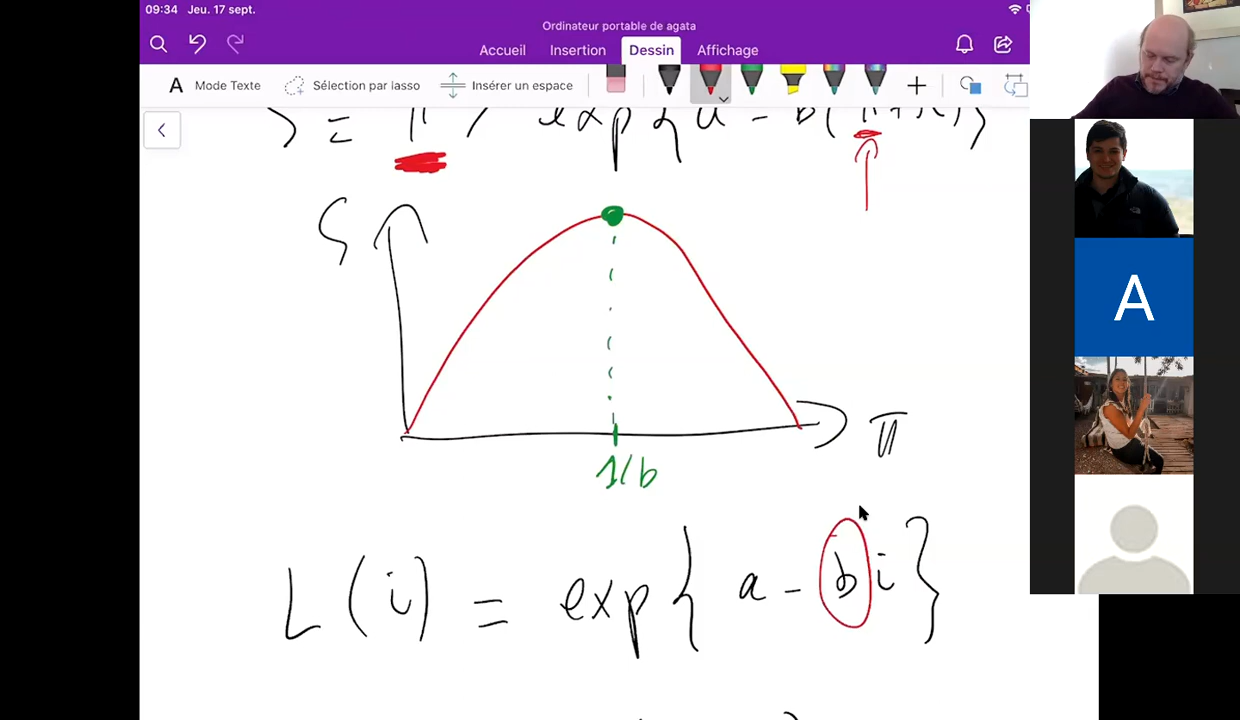 09:34 Jeu. 17 sept.
Ordinateur portable de agata
Accueil Insertion Dessin Affichage
A Mode Texte Sélection par lasso Insérer un espace
S = π exp{a - b(π+r)}
S
π
1/b
L(i) = exp{a - bi}
A